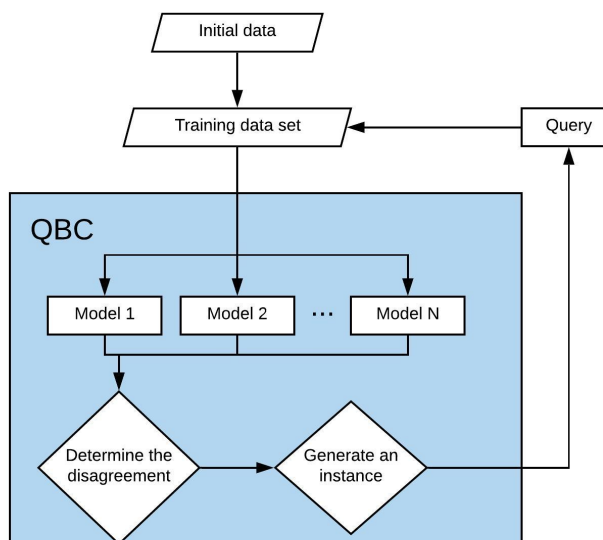 Initial data
Training data set
Query
QBC
Model 1
Model 2
...
Model N
Determine the
disagreement
Generate an
instance